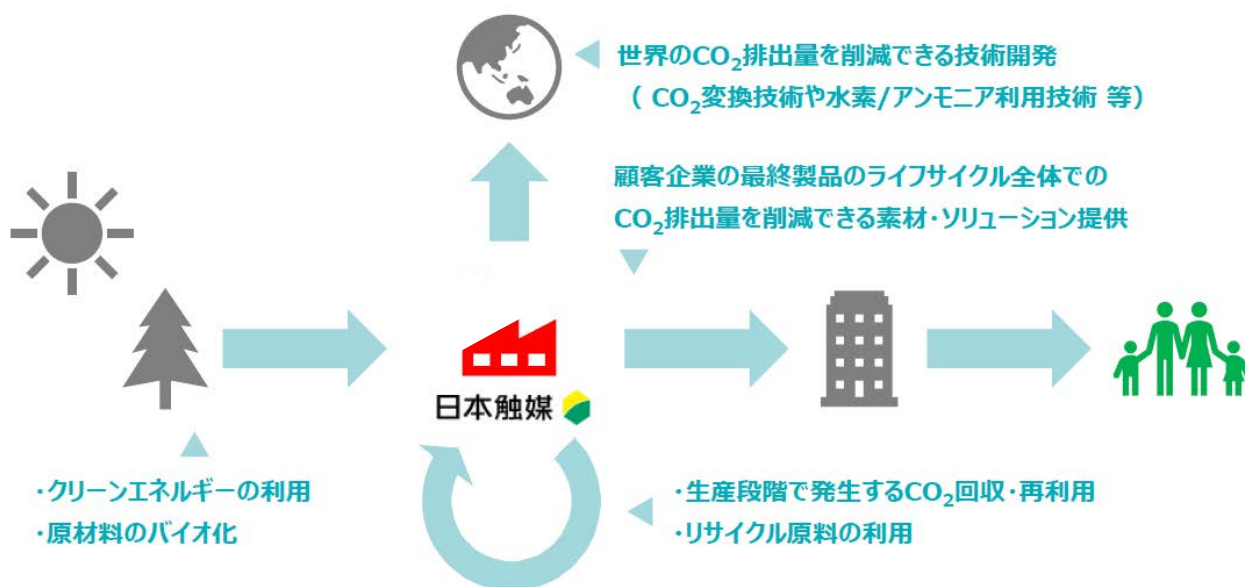 世界のCO₂排出量を削減できる技術開発
（ CO₂変換技術や水素/アンモニア利用技術 等）
顧客企業の最終製品のライフサイクル全体での
CO₂排出量を削減できる素材・ソリューション提供
日本触媒
・クリーンエネルギーの利用
・原材料のバイオ化
・生産段階で発生するCO₂回収・再利用
・リサイクル原料の利用